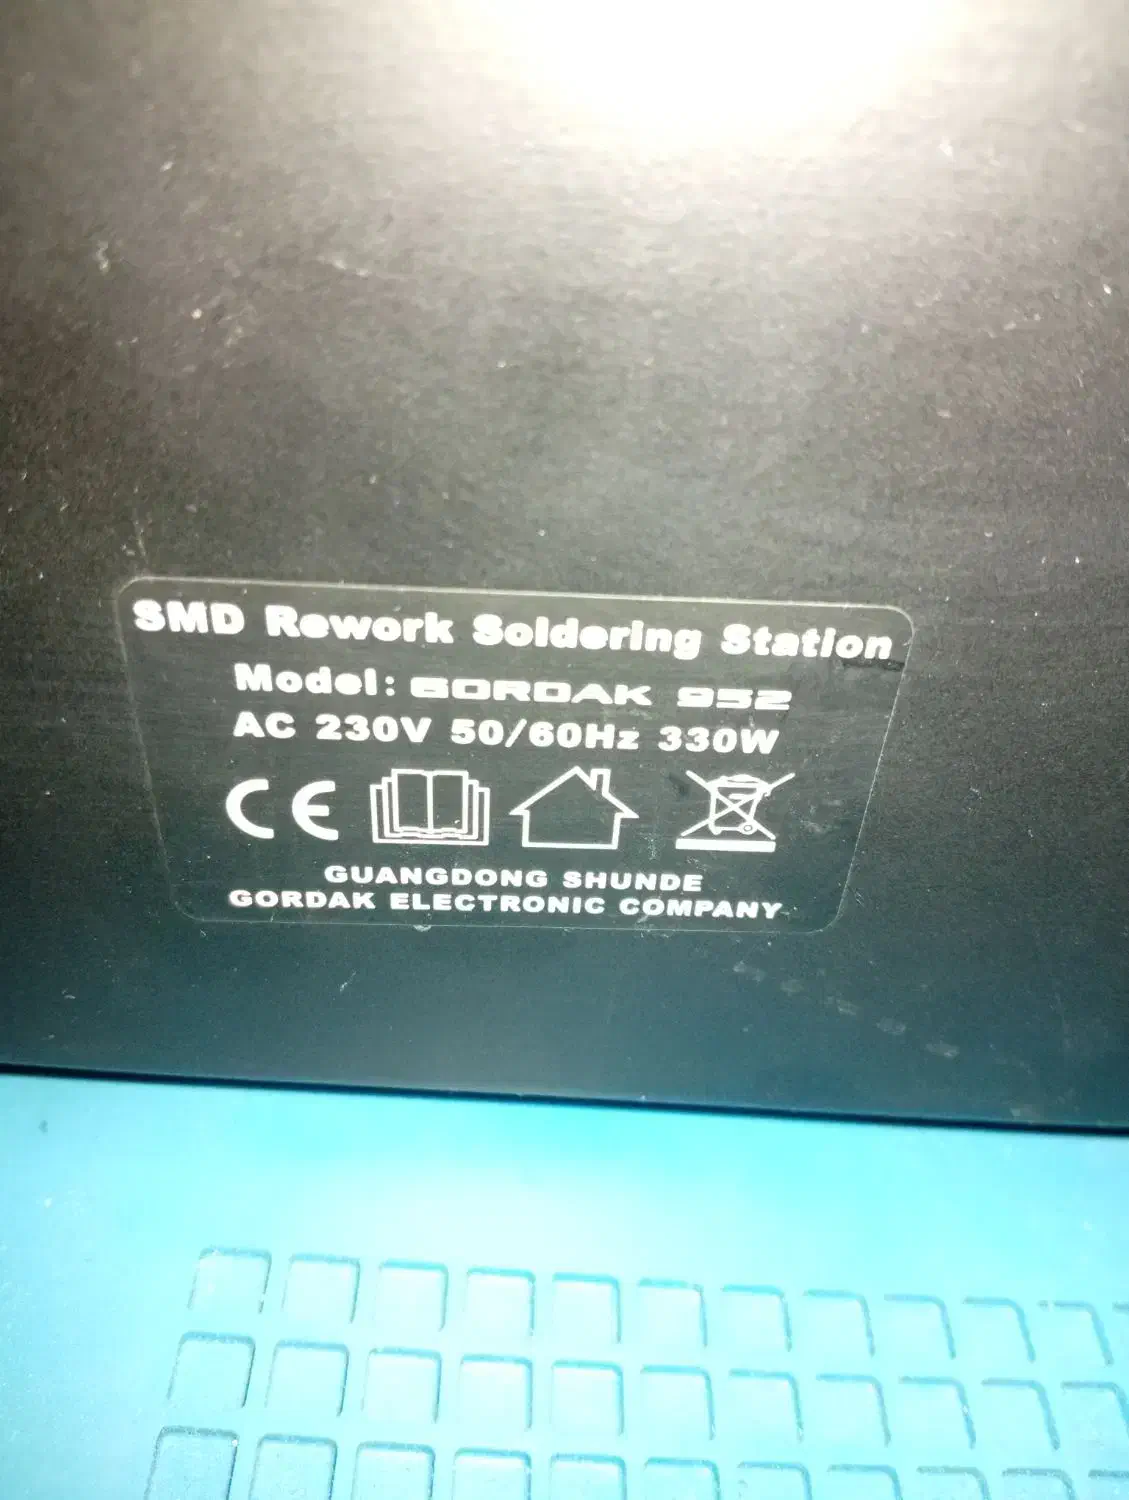 SMD Rework Soldering Station
Model: GORDAK 952
AC 230V 50/60Hz 330W
CE
GUANGDONG SHUNDE
GORDAK ELECTRONIC COMPANY